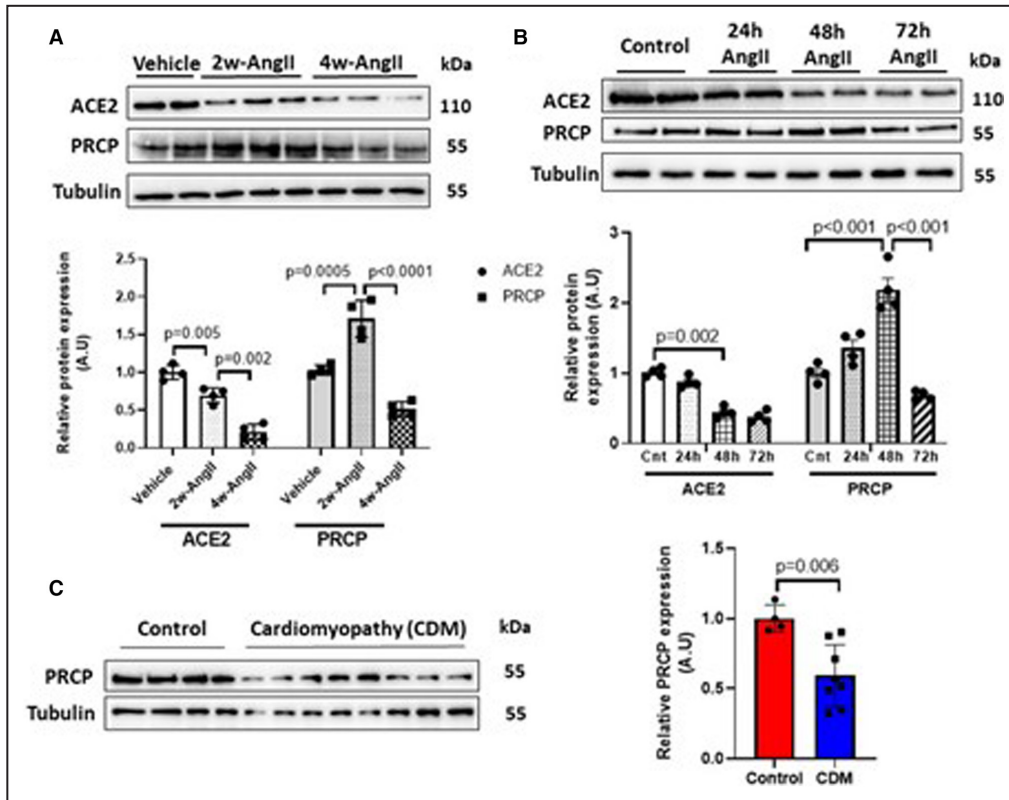 A
Vehicle 2w-AngII 4w-AngII kDa
ACE2 110
PRCP 55
Tubulin 55
Relative protein expression
(A.U)
2.5
2.0
1.5
1.0
0.5
0.0
p=0.005
p=0.002
p=0.0005
p<0.0001
ACE2
PRCP
Vehicle
2w-AngII
4w-AngII
Vehicle
2w-AngII
4w-AngII
ACE2
PRCP
B
Control
24h
AngII
48h
AngII
72h
AngII
kDa
ACE2 110
PRCP 55
Tubulin 55
Relative protein
expression (A.U)
3
2
1
0
p=0.002
p<0.001
p<0.001
Cnt 24h 48h 72h
Cnt 24h 48h 72h
ACE2
PRCP
C
Control Cardiomyopathy (CDM) kDa
PRCP 55
Tubulin 55
Relative PRCP expression
(A.U)
1.5
1.0
0.5
0.0
p=0.006
Control CDM